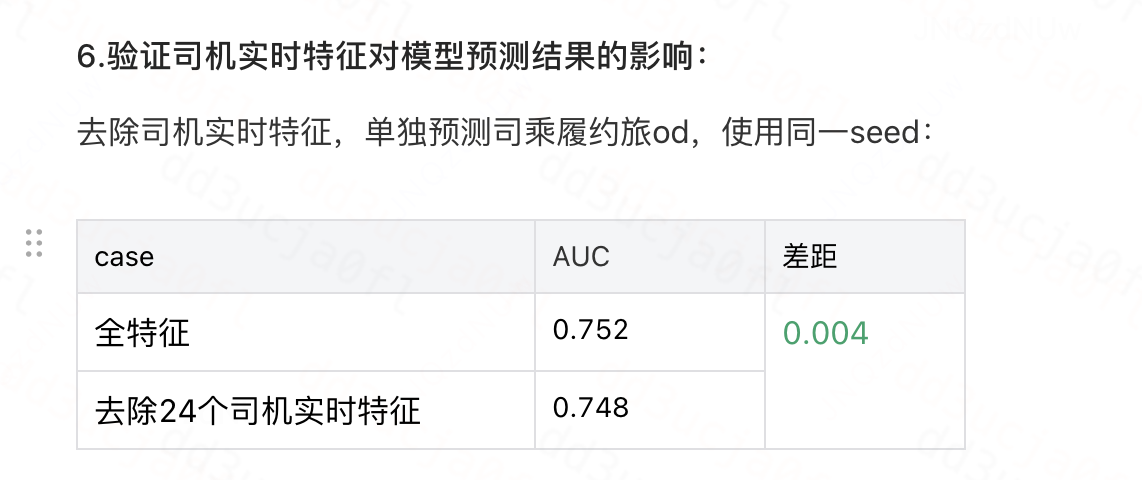 6.验证司机实时特征对模型预测结果的影响：
去除司机实时特征，单独预测司乘履约旅od，使用同一seed：
case AUC 差距
全特征 0.752 0.004
去除24个司机实时特征 0.748